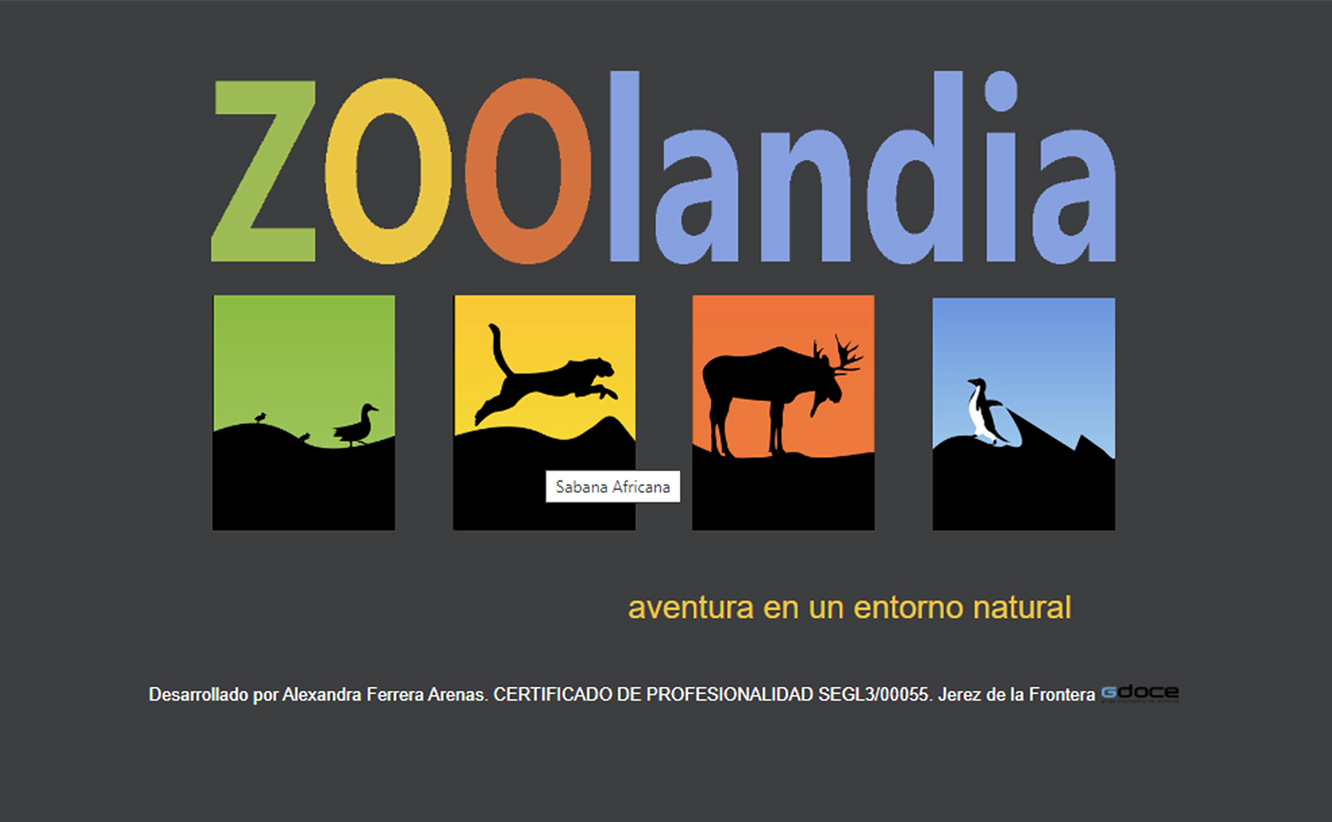 ZOOlandia
Sabana Africana
aventura en un entorno natural
Desarrollado por Alexandra Ferrera Arenas. CERTIFICADO DE PROFESIONALIDAD SEGL3/00055. Jerez de la Frontera Gdoce